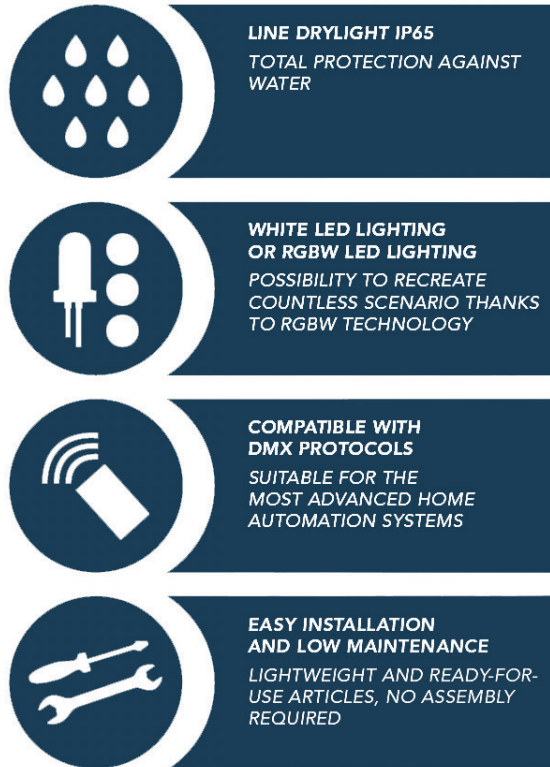 LINE DRYLIGHT IP65
TOTAL PROTECTION AGAINST
WATER
WHITE LED LIGHTING
OR RGBW LED LIGHTING
POSSIBILITY TO RECREATE
COUNTLESS SCENARIO THANKS
TO RGBW TECHNOLOGY
COMPATIBLE WITH
DMX PROTOCOLS
SUITABLE FOR THE
MOST ADVANCED HOME
AUTOMATION SYSTEMS
EASY INSTALLATION
AND LOW MAINTENANCE
LIGHTWEIGHT AND READY-FOR-
USE ARTICLES, NO ASSEMBLY
REQUIRED